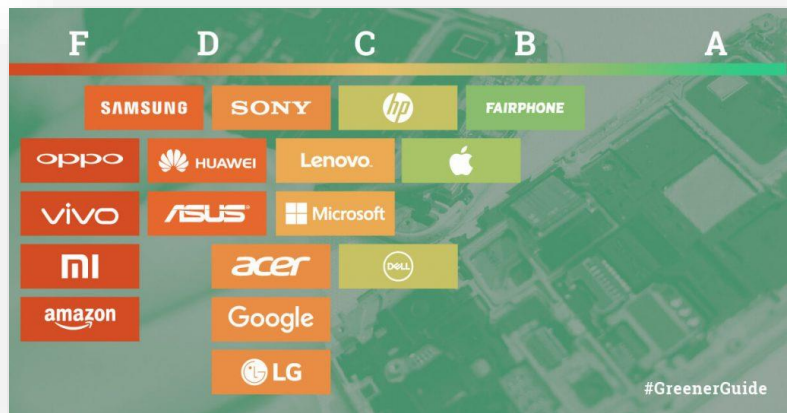 F D C B A
SAMSUNG SONY hp FAIRPHONE
oppo HUAWEI Lenovo.
vivo ASUS Microsoft
mi acer DELL
amazon Google
LG
#GreenerGuide